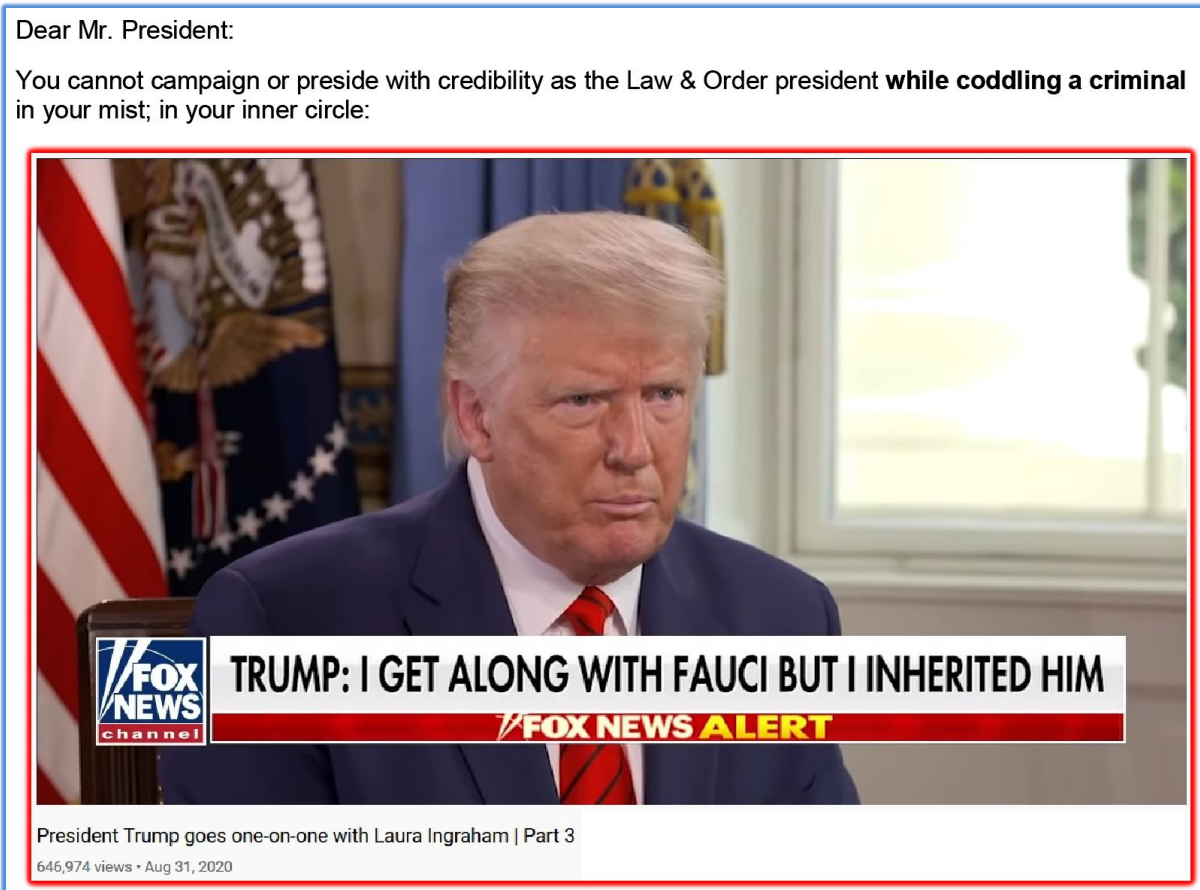 Dear Mr. President:
You cannot campaign or preside with credibility as the Law & Order president while coddling a criminal
in your mist; in your inner circle:
FOX
NEWS
channel
TRUMP: I GET ALONG WITH FAUCI BUT I INHERITED HIM
FOX NEWS ALERT
President Trump goes one-on-one with Laura Ingraham | Part 3
646,974 views • Aug 31, 2020